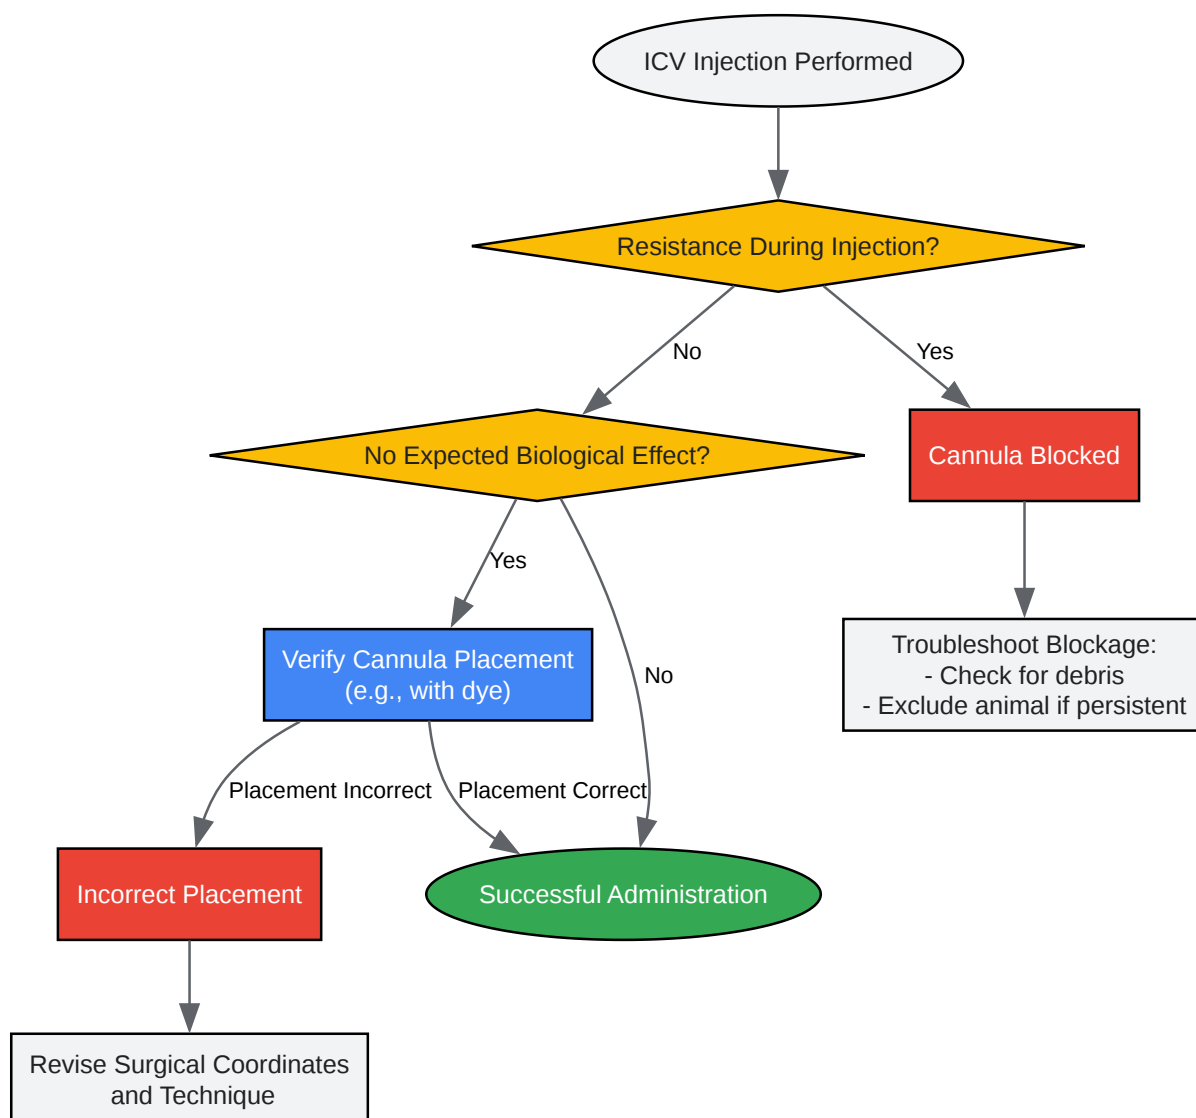 ICV Injection Performed
Resistance During Injection?
No
Yes
No Expected Biological Effect?
Cannula Blocked
Yes
Verify Cannula Placement
(e.g., with dye)
No
Troubleshoot Blockage:
- Check for debris
- Exclude animal if persistent
Placement Incorrect
Placement Correct
Incorrect Placement
Successful Administration
Revise Surgical Coordinates
and Technique